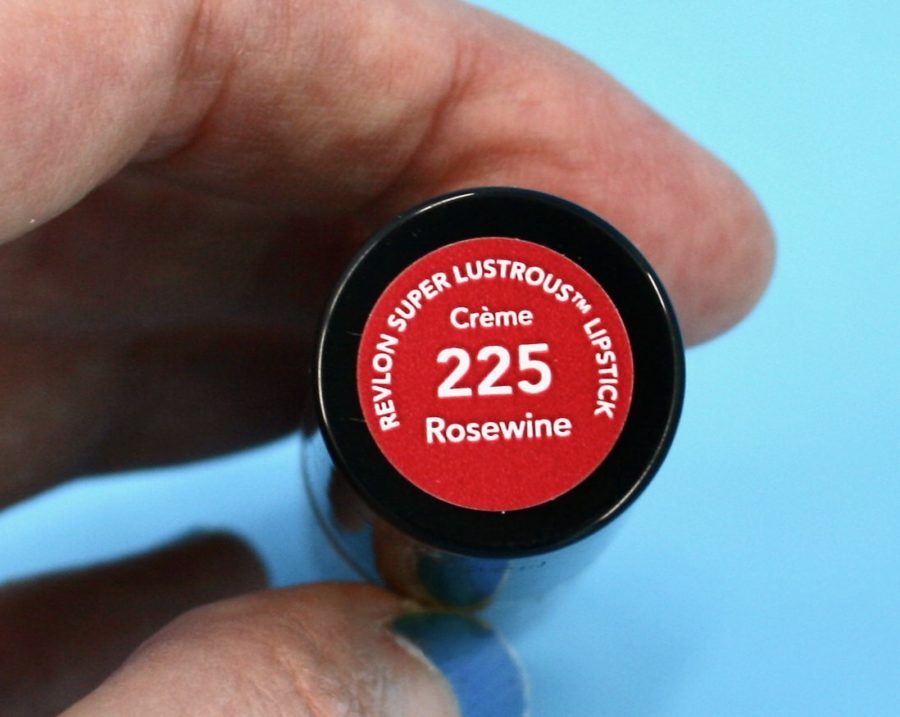 REVLON SUPER LUSTROUS™ LIPSTICK
Crème
225
Rosewine